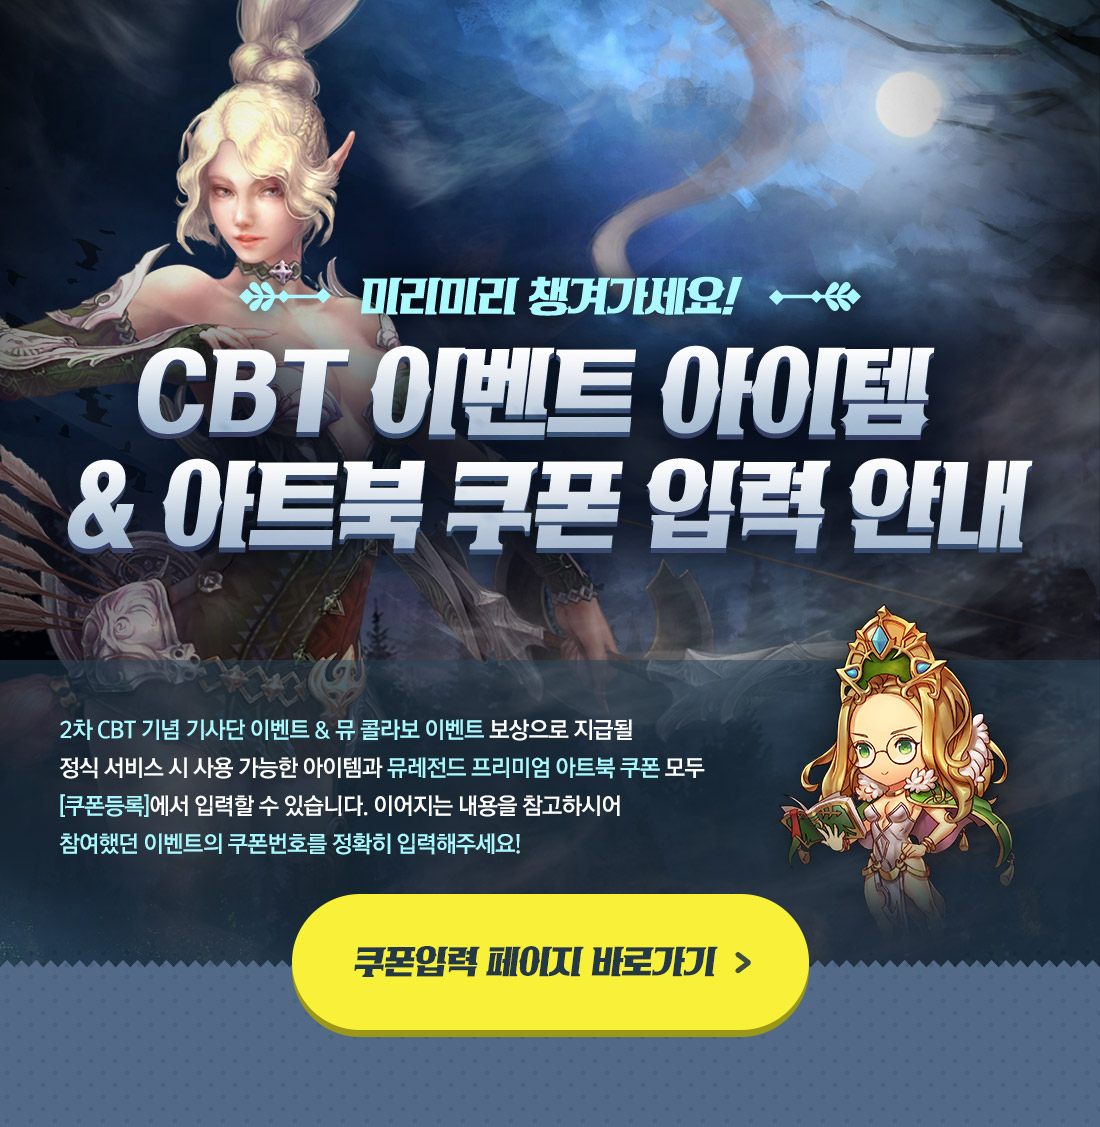 미리미리 챙겨가세요!
CBT 이벤트 아이템
& 아트북 쿠폰 입력 안내
2차 CBT 기념 기사단 이벤트 & 뮤 콜라보 이벤트 보상으로 지급될
정식 서비스 시 사용 가능한 아이템과 뮤레전드 프리미엄 아트북 쿠폰 모두
[쿠폰등록]에서 입력할 수 있습니다. 이어지는 내용을 참고하시어
참여했던 이벤트의 쿠폰번호를 정확히 입력해주세요!
쿠폰입력 페이지 바로가기 >